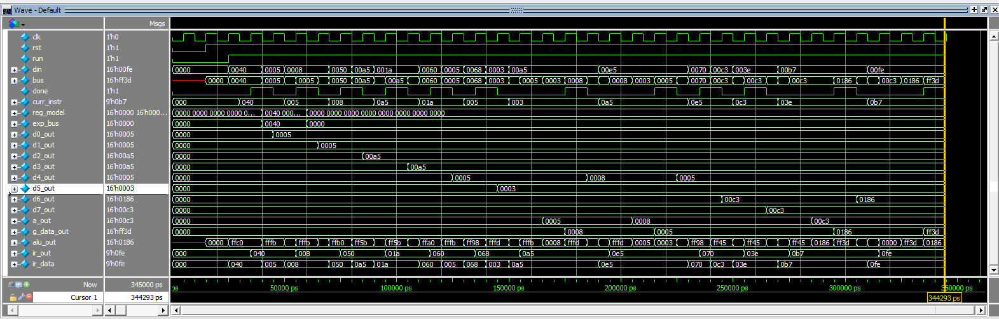 Wave - Default
Msgs
clk 1'h0
rst 1'h1
run 1'h1
din 16'h00fe 0000 0040 0005 0008 0050 00a5 001a 0060 0005 0068 0003 00a5 00e5 0070 00c3 003e 00b7 00fe
bus 16'hff3d 0000 0040 0005 0005 0050 00a5 00a5 0060 0005 0068 0003 0005 0003 0008 0008 0003 0005 0070 00c3 00c3 00c3 0186 00c3 0186 ff3d
done 1'h1
curr_instr 9'h0b7 000 040 005 008 0a5 01a 005 003 0a5 0e5 0c3 03e 0b7
reg_model 16'h0000 16'h000... 0000 0000 0000 0000 0... 0040 000... 0000 0000 0000 0000 0000 0000 0000 0000
exp_bus 16'h0000 0000 0040 0000
d0_out 16'h0005 0000 0005
d1_out 16'h0005 0000 0005
d2_out 16'h00a5 0000 00a5
d3_out 16'h00a5 0000 00a5
d4_out 16'h0005 0000 0005 0008 0005
d5_out 16'h0003 0000 0003
d6_out 16'h0186 0000 00c3 0186
d7_out 16'h00c3 0000 00c3
a_out 16'h00c3 0000 0005 0008 00c3
g_data_out 16'hff3d 0000 0008 0005 0186 ff3d
alu_out 16'h0186 0000 ffc0 fffb fffb ffb0 ff5b ff5b ffa0 fffb ff98 fffd fffb 0008 fffd fffd 0005 0003 ff98 ff45 ff45 ff45 0186 ff3d 0000 ff3d 0186
ir_out 9'h0fe 000 040 008 050 01a 060 068 0a5 0e5 070 03e 0b7 0fe
ir_data 9'h0fe 000 040 005 008 050 0a5 01a 060 005 068 003 0a5 0e5 070 0c3 03e 0b7 0fe
Now 345000 ps ps 50000 ps 100000 ps 150000 ps 200000 ps 250000 ps 300000 ps 350000 ps
Cursor 1 344293 ps 344293 ps